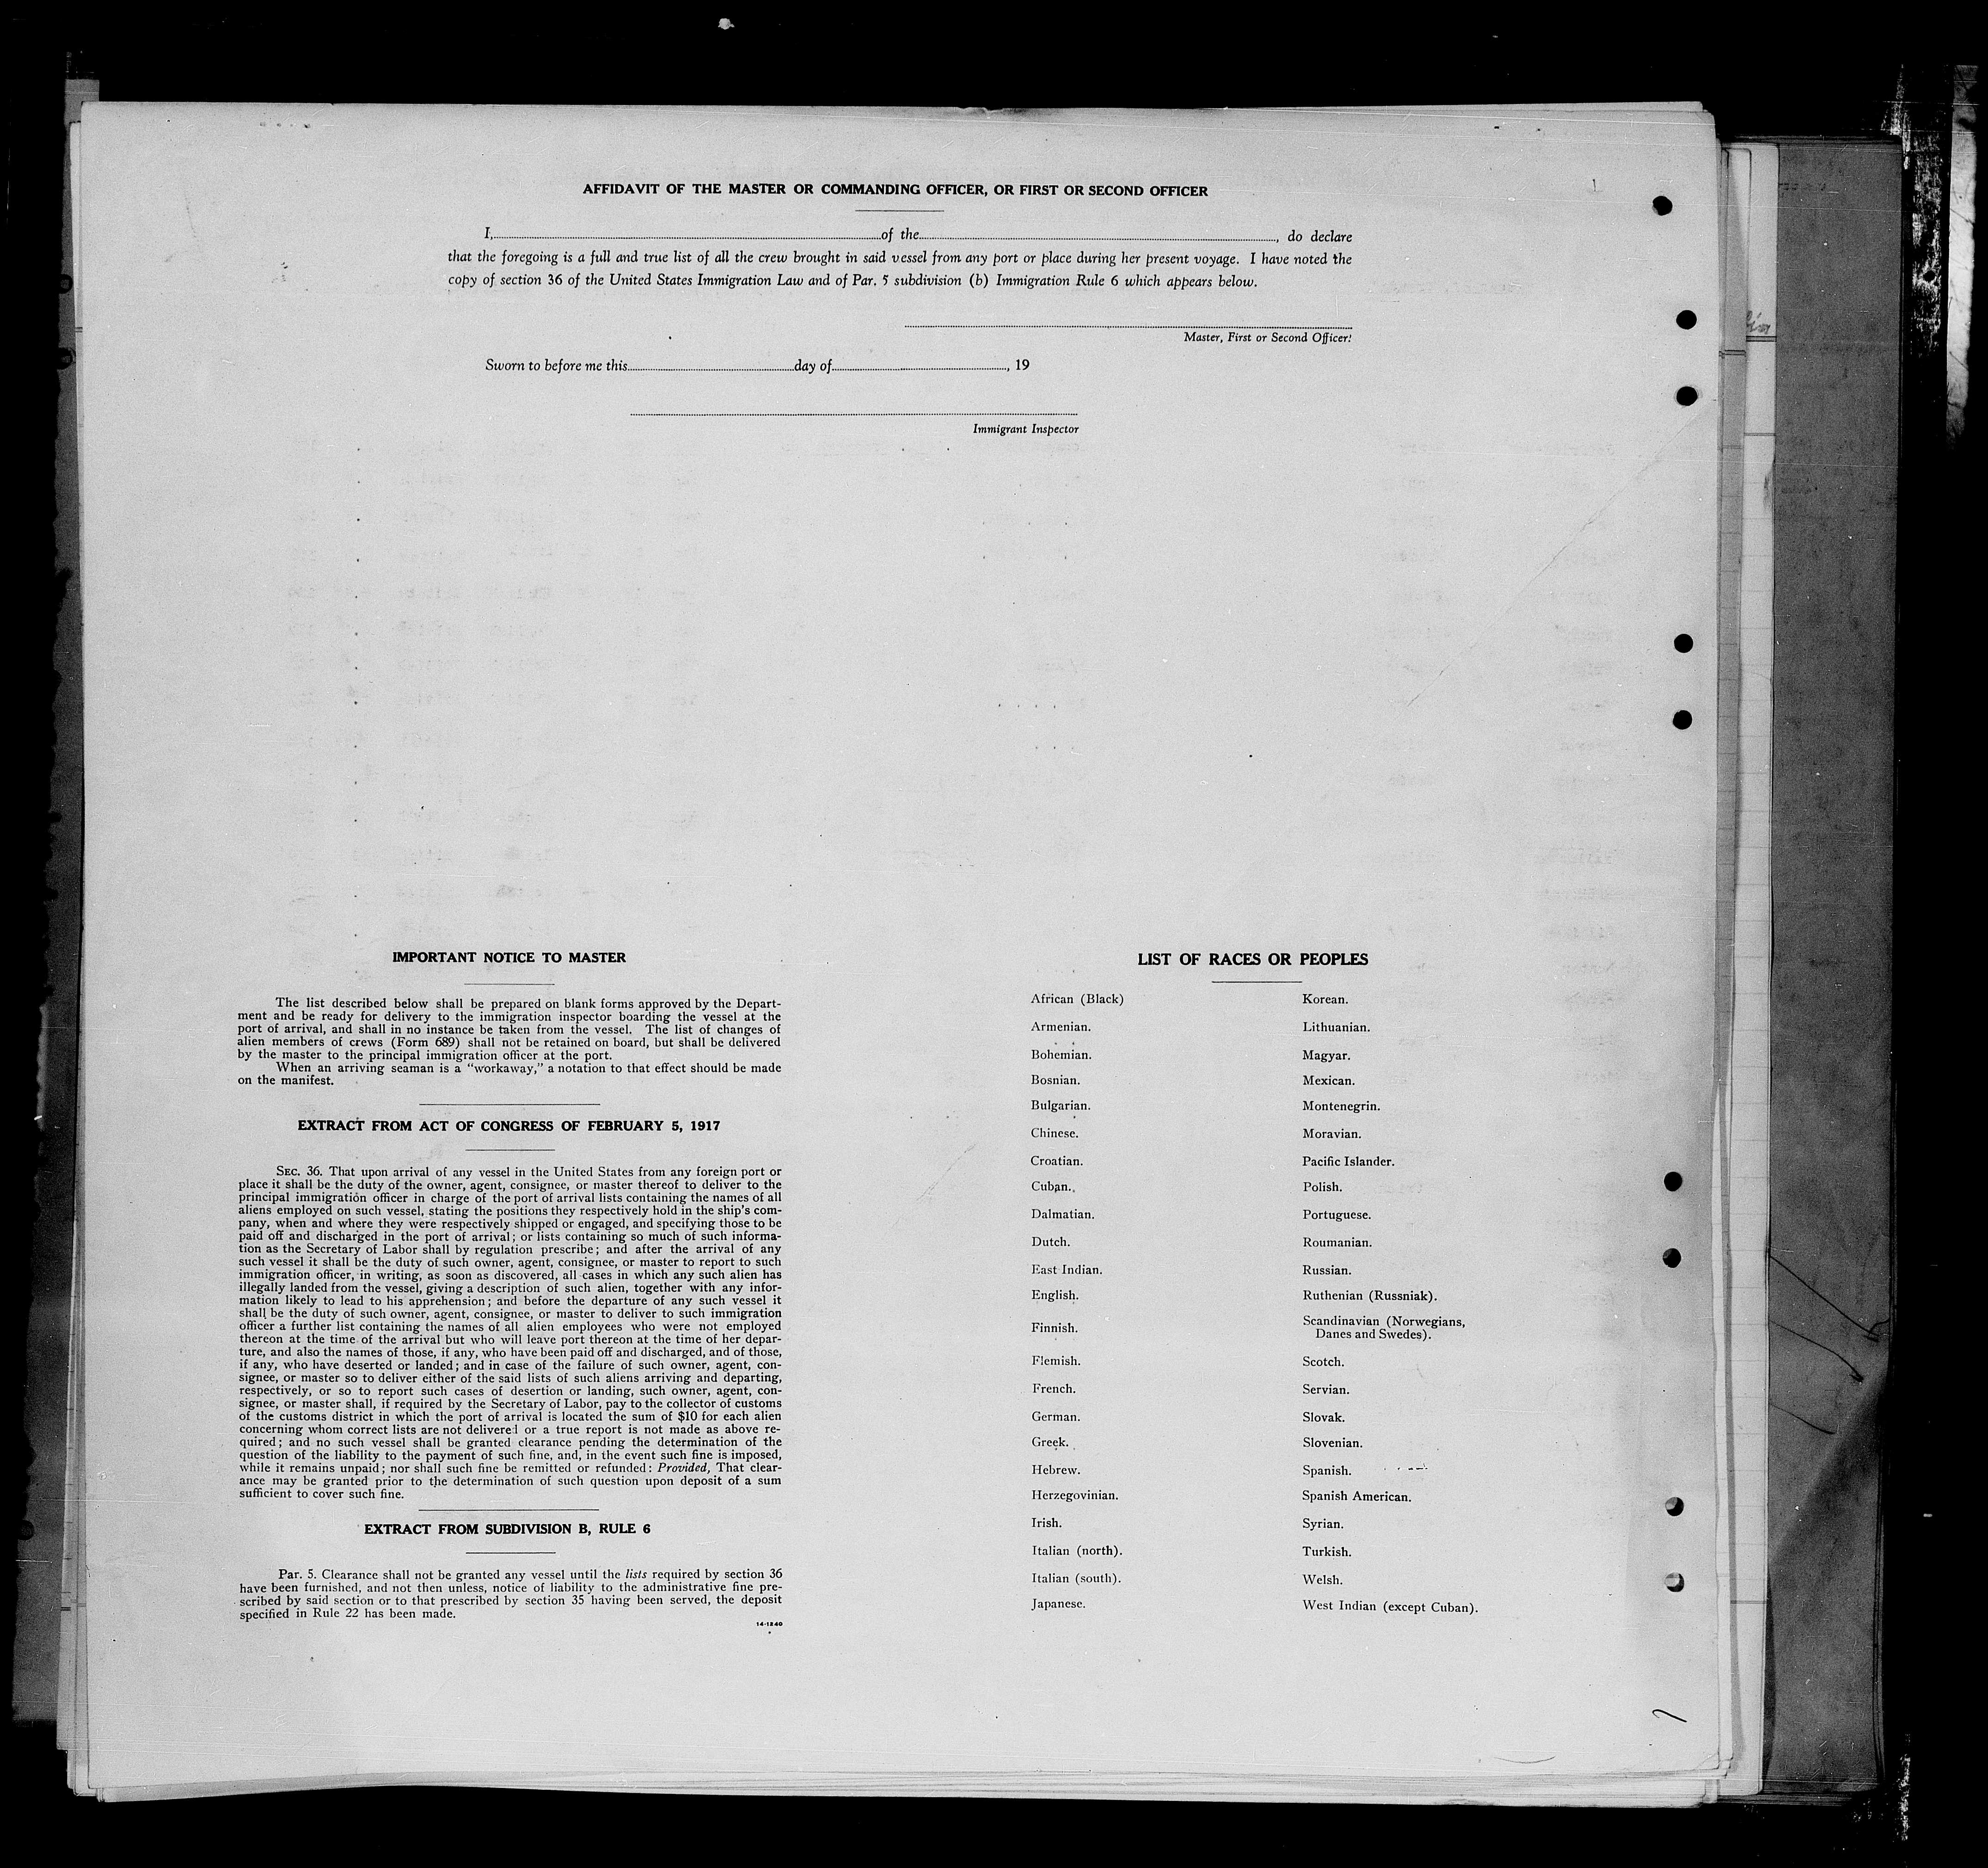 AFFIDAVIT OF THE MASTER OR COMMANDING OFFICER, OR FIRST OR SECOND OFFICER
I, of the , do declare
that the foregoing is a full and true list of all the crew brought in said vessel from any port or place during her present voyage. I have noted the
copy of section 36 of the United States Immigration Law and of Par. 5 subdivision (b) Immigration Rule 6 which appears below.
Master, First or Second Officer.
Sworn to before me this day of , 19
Immigrant Inspector
IMPORTANT NOTICE TO MASTER
The list described below shall be prepared on blank forms approved by the Depart-
ment and be ready for delivery to the immigration inspector boarding the vessel at the
port of arrival, and shall in no instance be taken from the vessel. The list of changes of
alien members of crews (Form 689) shall not be retained on board, but shall be delivered
by the master to the principal immigration officer at the port.
When an arriving seaman is a "workaway," a notation to that effect should be made
on the manifest.
EXTRACT FROM ACT OF CONGRESS OF FEBRUARY 5, 1917
SEC. 36. That upon arrival of any vessel in the United States from any foreign port or
place it shall be the duty of the owner, agent, consignee, or master thereof to deliver to the
principal immigration officer in charge of the port of arrival lists containing the names of all
aliens employed on such vessel, stating the positions they respectively hold in the ship's com-
pany, when and where they were respectively shipped or engaged, and specifying those to be
paid off and discharged in the port of arrival; or lists containing so much of such informa-
tion as the Secretary of Labor shall by regulation prescribe; and after the arrival of any
such vessel it shall be the duty of such owner, agent, consignee, or master to report to such
immigration officer, in writing, as soon as discovered, all cases in which any such alien has
illegally landed from the vessel, giving a description of such alien, together with any infor-
mation likely to lead to his apprehension; and before the departure of any such vessel it
shall be the duty of such owner, agent, consignee, or master to deliver to such immigration
officer a further list containing the names of all alien employees who were not employed
thereon at the time of the arrival but who will leave port thereon at the time of her depar-
ture, and also the names of those, if any, who have been paid off and discharged, and of those,
if any, who have deserted or landed; and in case of the failure of such owner, agent, con-
signee, or master so to deliver either of the said lists of such aliens arriving and departing,
respectively, or so to report such cases of desertion or landing, such owner, agent, con-
signee, or master shall, if required by the Secretary of Labor, pay to the collector of customs
of the customs district in which the port of arrival is located the sum of $10 for each alien
concerning whom correct lists are not delivered or a true report is not made as above re-
quired; and no such vessel shall be granted clearance pending the determination of the
question of the liability to the payment of such fine, and, in the event such fine is imposed,
while it remains unpaid; nor shall such fine be remitted or refunded: Provided, That clear-
ance may be granted prior to the determination of such question upon deposit of a sum
sufficient to cover such fine.
EXTRACT FROM SUBDIVISION B, RULE 6
Par. 5. Clearance shall not be granted any vessel until the lists required by section 36
have been furnished, and not then unless, notice of liability to the administrative fine pre-
scribed by said section or to that prescribed by section 35 having been served, the deposit
specified in Rule 22 has been made.
14-1240
LIST OF RACES OR PEOPLES
African (Black)
Armenian.
Bohemian.
Bosnian.
Bulgarian.
Chinese.
Croatian.
Cuban.
Dalmatian.
Dutch.
East Indian.
English.
Finnish.
Flemish.
French.
German.
Greek.
Hebrew.
Herzegovinian.
Irish.
Italian (north).
Italian (south).
Japanese.
Korean.
Lithuanian.
Magyar.
Mexican.
Montenegrin.
Moravian.
Pacific Islander.
Polish.
Portuguese.
Roumanian.
Russian.
Ruthenian (Russniak).
Scandinavian (Norwegians,
Danes and Swedes).
Scotch.
Servian.
Slovak.
Slovenian.
Spanish.
Spanish American.
Syrian.
Turkish.
Welsh.
West Indian (except Cuban).